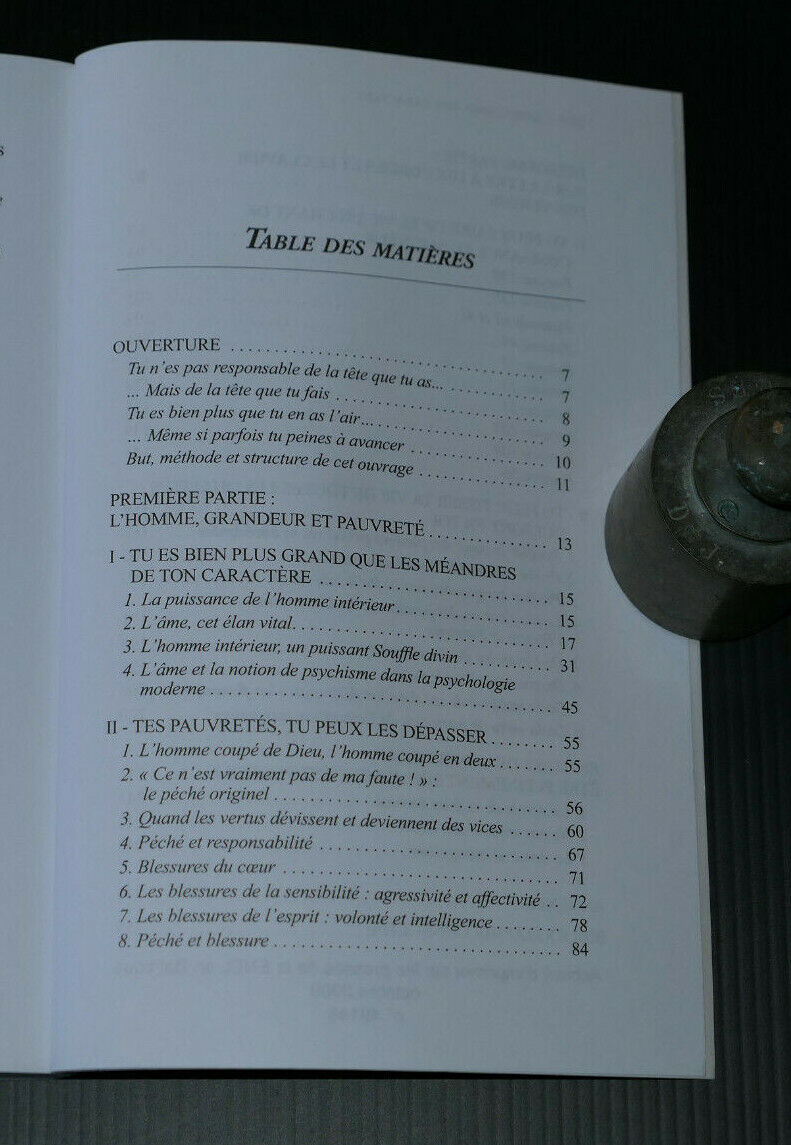 TABLE DES MATIÈRES
OUVERTURE .............................. 7
Tu n'es pas responsable de la tête que tu as... .......... 7
... Mais de la tête que tu fais .......................... 8
Tu es bien plus que tu en as l'air... .................... 9
... Même si parfois tu peines à avancer .................. 10
But, méthode et structure de cet ouvrage ................ 11
PREMIÈRE PARTIE :
L'HOMME, GRANDEUR ET PAUVRETÉ .............. 13
I - TU ES BIEN PLUS GRAND QUE LES MÉANDRES
DE TON CARACTÈRE .......................... 15
1. La puissance de l'homme intérieur .................... 15
2. L'âme, cet élan vital ................................ 17
3. L'homme intérieur, un puissant Souffle divin .......... 31
4. L'âme et la notion de psychisme dans la psychologie
moderne .............................................. 45
II - TES PAUVRETÉS, TU PEUX LES DÉPASSER ........ 55
1. L'homme coupé de Dieu, l'homme coupé en deux ........ 55
2. « Ce n'est vraiment pas de ma faute ! » :
le péché originel .................................... 56
3. Quand les vertus dévissent et deviennent des vices ...... 60
4. Péché et responsabilité .............................. 67
5. Blessures du cœur .................................... 71
6. Les blessures de la sensibilité : agressivité et affectivité .. 72
7. Les blessures de l'esprit : volonté et intelligence ........ 78
8. Péché et blessure .................................... 84